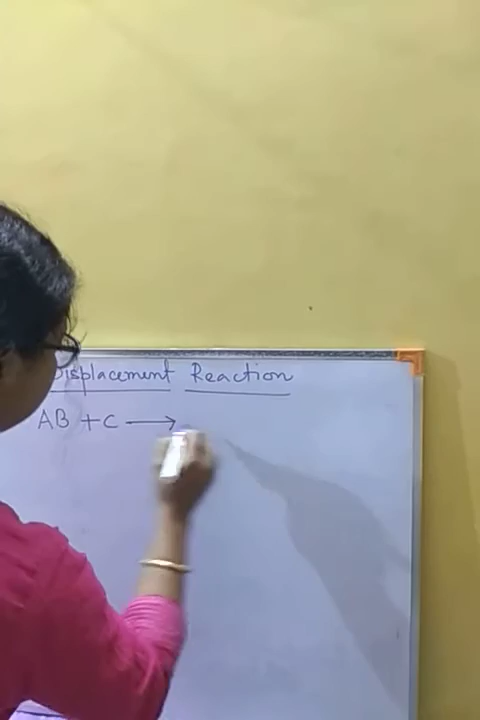 Displacement Reaction
AB + C ⟶